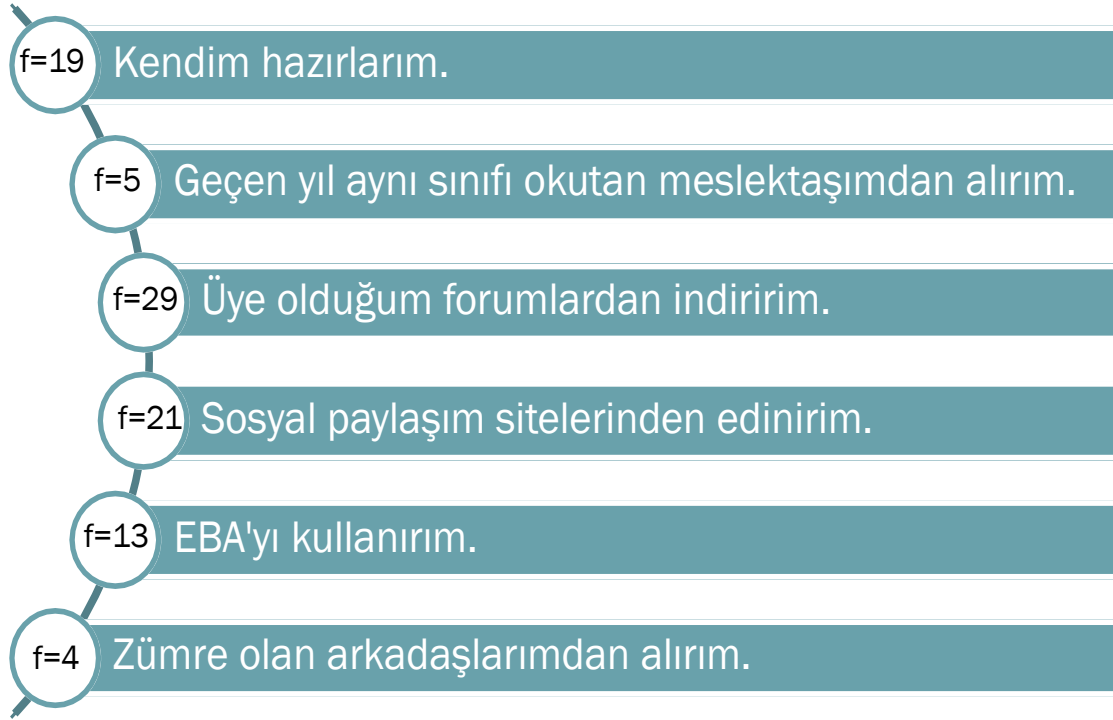 f=19 Kendim hazırlarım.
f=5 Geçen yıl aynı sınıfı okutan meslektaşımdan alırım.
f=29 Üye olduğum forumlardan indiririm.
f=21 Sosyal paylaşım sitelerinden edinirim.
f=13 EBA'yı kullanırım.
f=4 Zümre olan arkadaşlarımdan alırım.